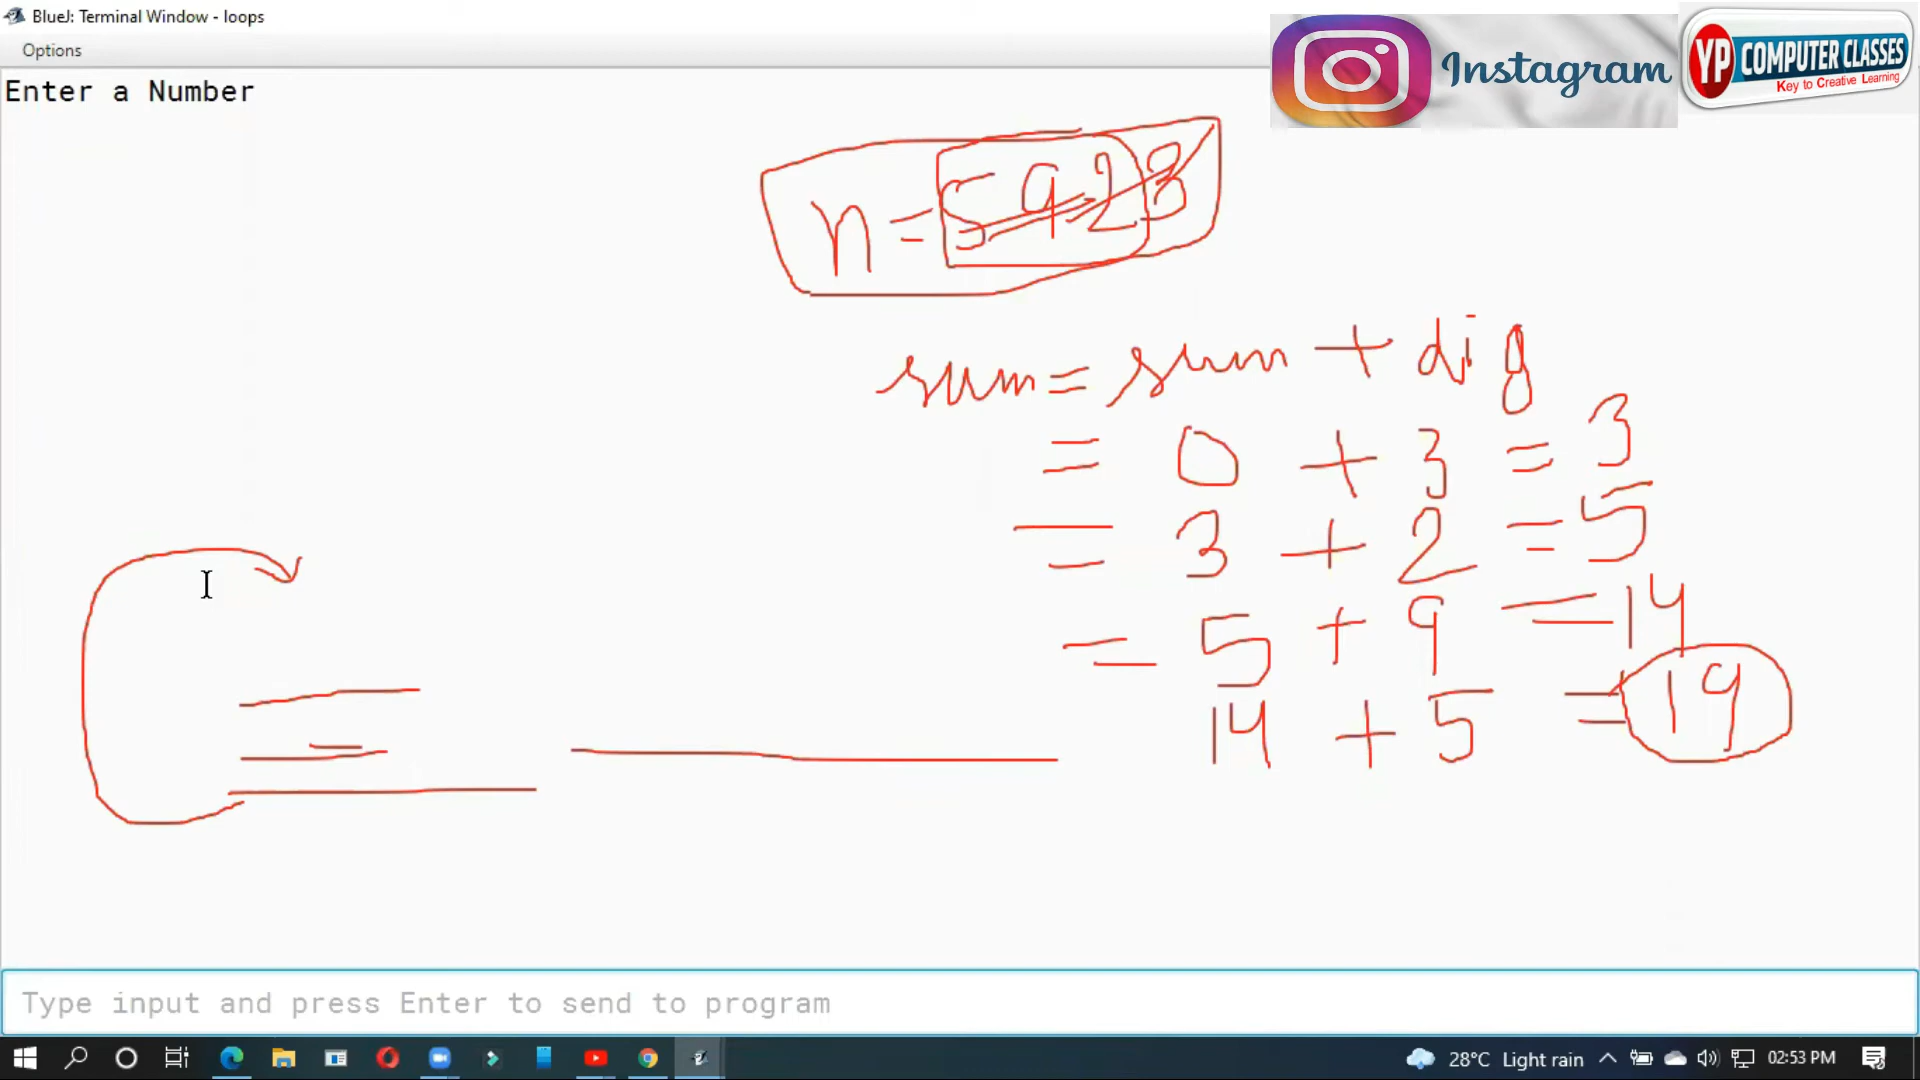 BlueJ: Terminal Window - loops
Options
Instagram
YP COMPUTER CLASSES
Key to Creative Learning
Enter a Number
n = 5923
sum = sum + dig
= 0 + 3 = 3
= 3 + 2 = 5
= 5 + 9 = 14
14 + 5 = 19
Type input and press Enter to send to program
28°C Light rain
02:53 PM